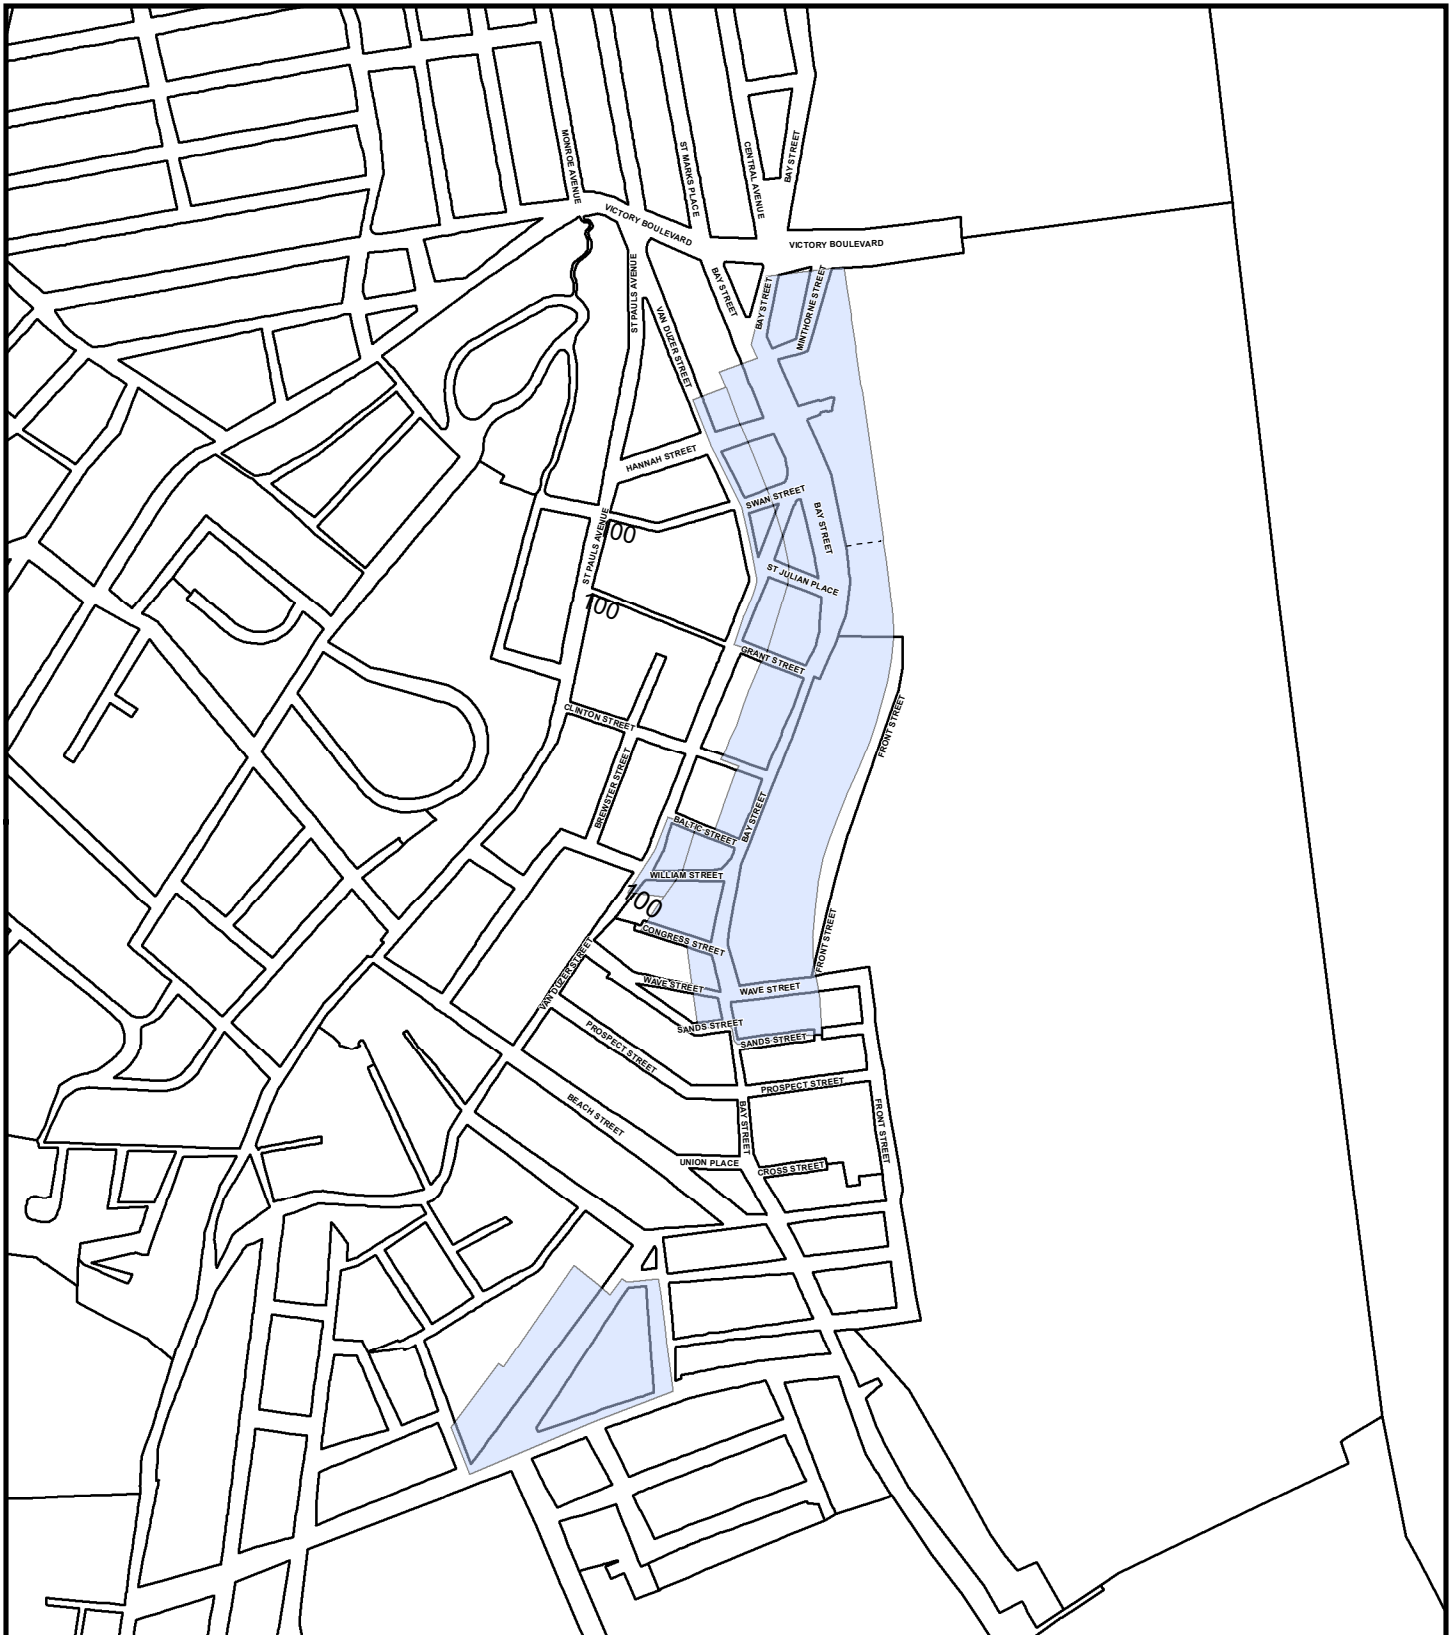 MONROE AVENUE
ST MARKS PLACE
CENTRAL AVENUE
BAY STREET
VICTORY BOULEVARD
VICTORY BOULEVARD
ST PAULS AVENUE
BAY STREET
BAY STREET
MINTHORNE STREET
VAN DUZER STREET
HANNAH STREET
SWAN STREET
BAY STREET
ST PAULS AVENUE
100
ST JULIAN PLACE
100
GRANT STREET
CLINTON STREET
FRONT STREET
BREWSTER STREET
BAY STREET
BALTIC STREET
WILLIAM STREET
100
CONGRESS STREET
FRONT STREET
VAN DUZER STREET
WAVE STREET
WAVE STREET
SANDS STREET
SANDS STREET
PROSPECT STREET
PROSPECT STREET
BEACH STREET
BAY STREET
FRONT STREET
UNION PLACE
CROSS STREET